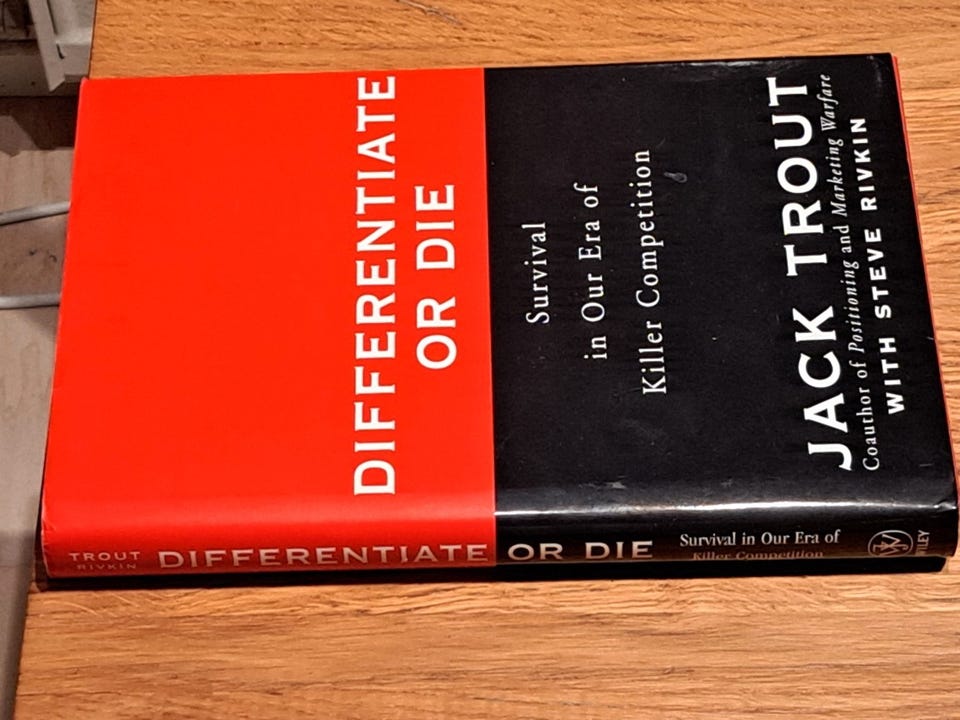 DIFFERENTIATE
OR DIE
Survival
in Our Era of
Killer Competition
JACK TROUT
Coauthor of Positioning and Marketing Warfare
WITH STEVE RIVKIN
TROUT
RIVKIN
DIFFERENTIATE OR DIE
Survival in Our Era of
Killer Competition
WILEY